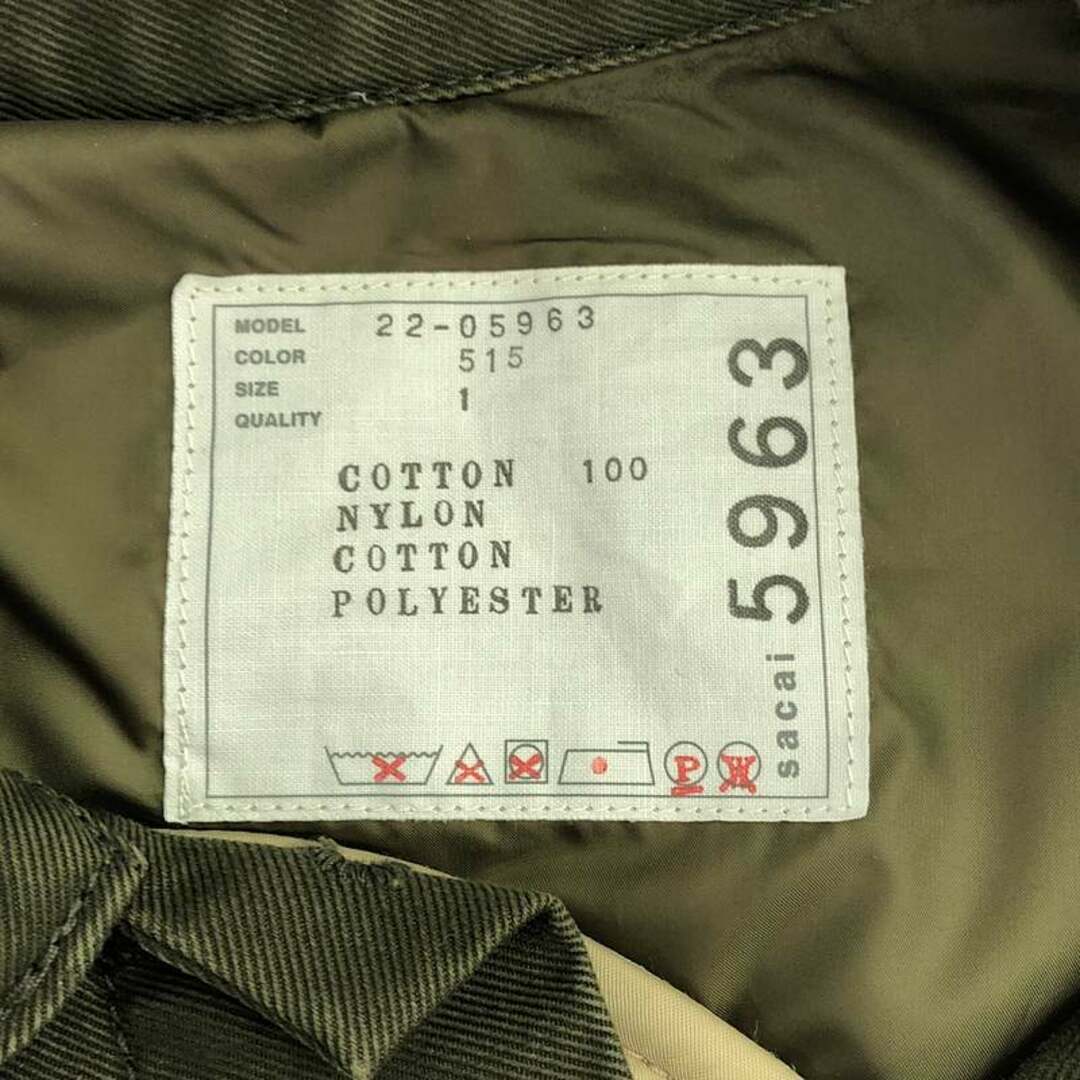 MODEL 22-05963
COLOR 515
SIZE 1
QUALITY
COTTON 100
NYLON
COTTON
POLYESTER
P
W
sacai 5963